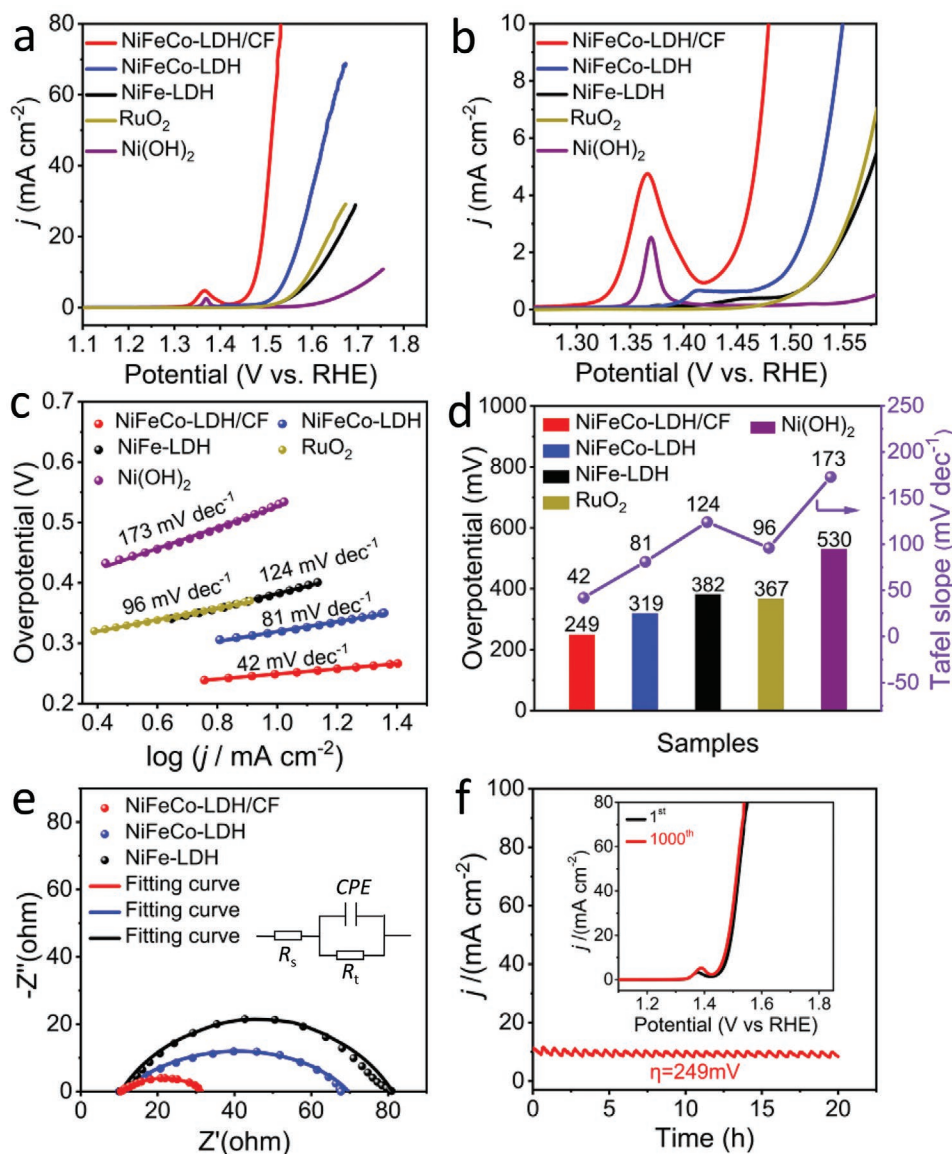 a
80
60
40
20
0
j (mA cm-2)
NiFeCo-LDH/CF
NiFeCo-LDH
NiFe-LDH
RuO2
Ni(OH)2
1.1 1.2 1.3 1.4 1.5 1.6 1.7 1.8
Potential (V vs. RHE)
b
10
8
6
4
2
0
j (mA cm-2)
NiFeCo-LDH/CF
NiFeCo-LDH
NiFe-LDH
RuO2
Ni(OH)2
1.30 1.35 1.40 1.45 1.50 1.55
Potential (V vs. RHE)
c
0.7
0.6
0.5
0.4
0.3
0.2
Overpotential (V)
NiFeCo-LDH/CF NiFeCo-LDH
NiFe-LDH RuO2
Ni(OH)2
173 mV dec-1
96 mV dec-1 124 mV dec-1
81 mV dec-1
42 mV dec-1
0.4 0.6 0.8 1.0 1.2 1.4
log (j / mA cm-2)
d
1000
800
600
400
200
0
Overpotential (mV)
NiFeCo-LDH/CF Ni(OH)2
NiFeCo-LDH
NiFe-LDH
RuO2
42 81 124 96 173
249 319 382 367 530
250
200
150
100
50
0
-50
Tafel slope (mV dec-1)
Samples
e
80
60
40
20
0
-Z''(ohm)
NiFeCo-LDH/CF
NiFeCo-LDH
NiFe-LDH
Fitting curve
Fitting curve
Fitting curve
CPE
Rs
Rt
0 20 40 60 80 100
Z'(ohm)
f
100
80
60
40
20
0
j /(mA cm-2)
80
60
40
20
0
j /(mA cm-2)
1st
1000th
1.2 1.4 1.6 1.8
Potential (V vs RHE)
η=249mV
0 5 10 15 20
Time (h)